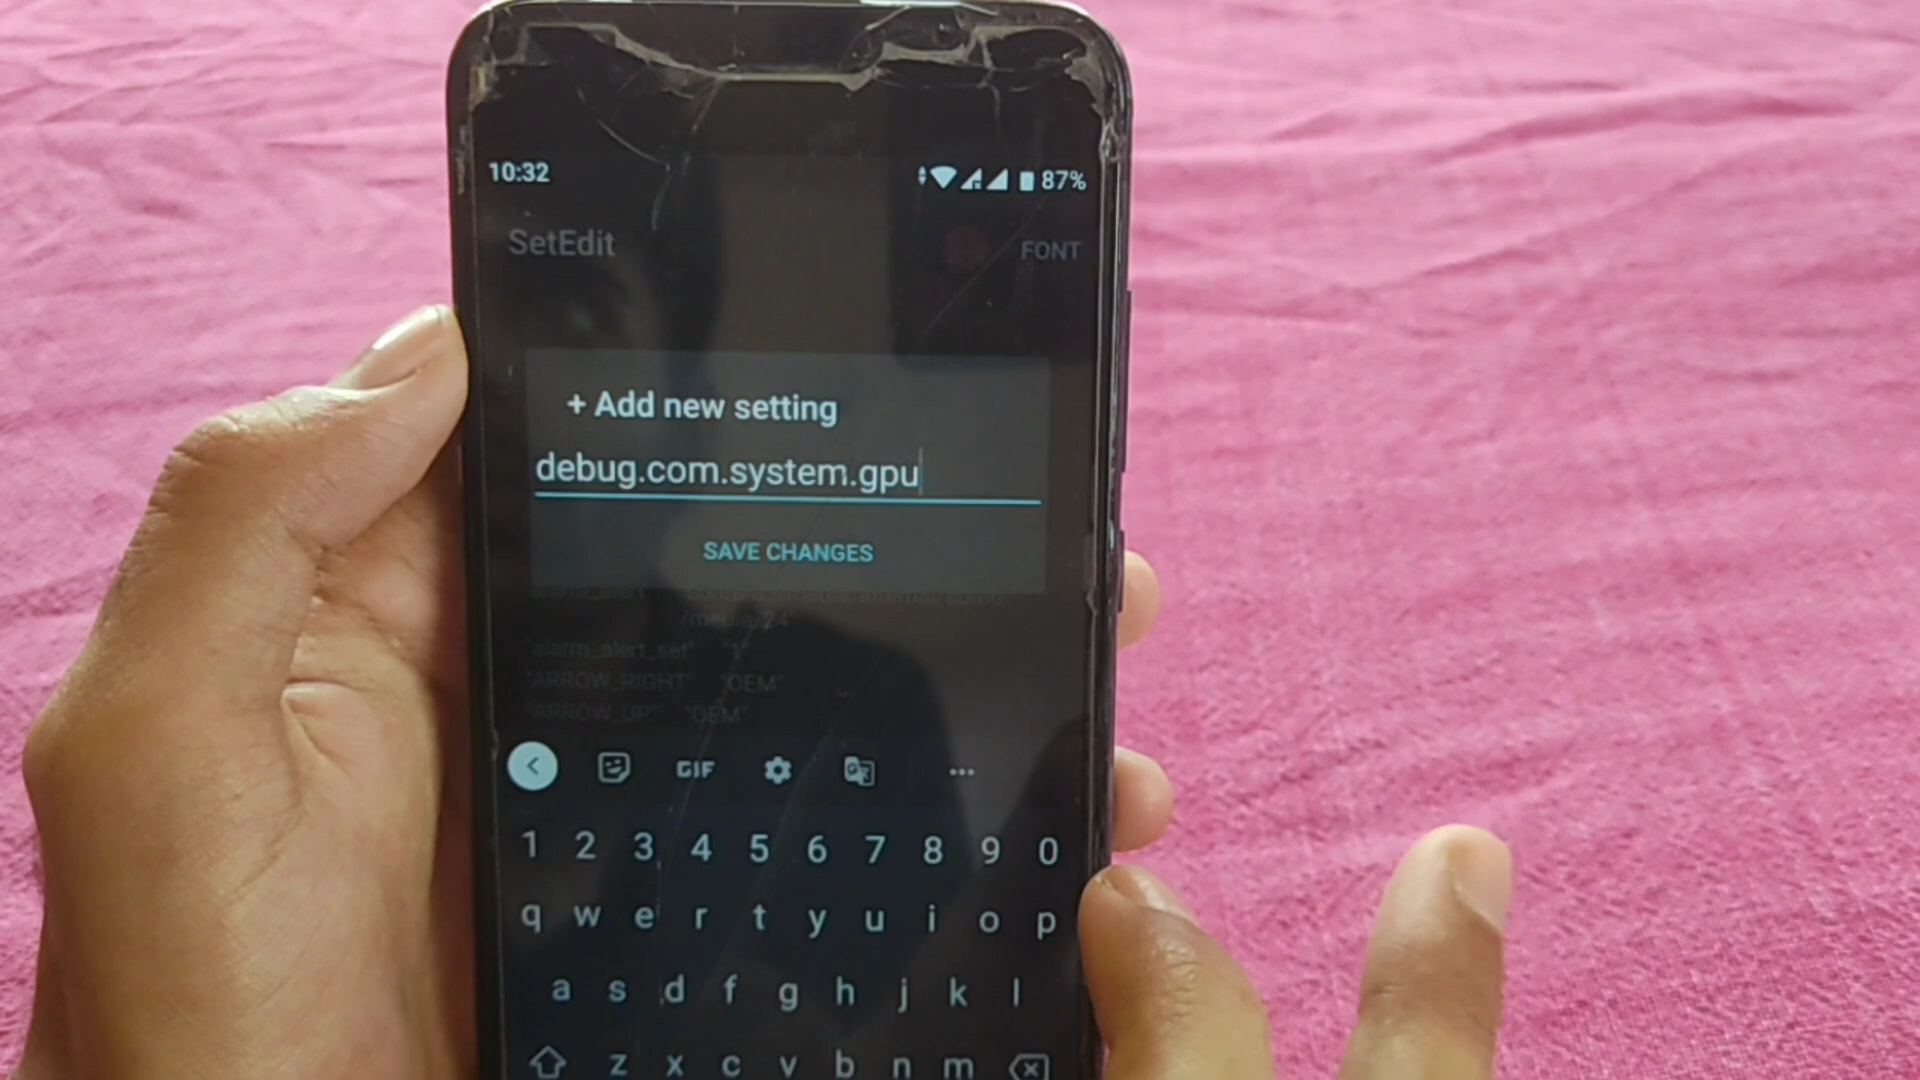 10:32
87%
SetEdit
FONT
+ Add new setting
debug.com.system.gpu
SAVE CHANGES
"alarm_alert_set" "1"
"ARROW_RIGHT" "OEM"
"ARROW_UP" "OEM"
GIF
1 2 3 4 5 6 7 8 9 0
q w e r t y u i o p
a s d f g h j k l
z x c v b n m